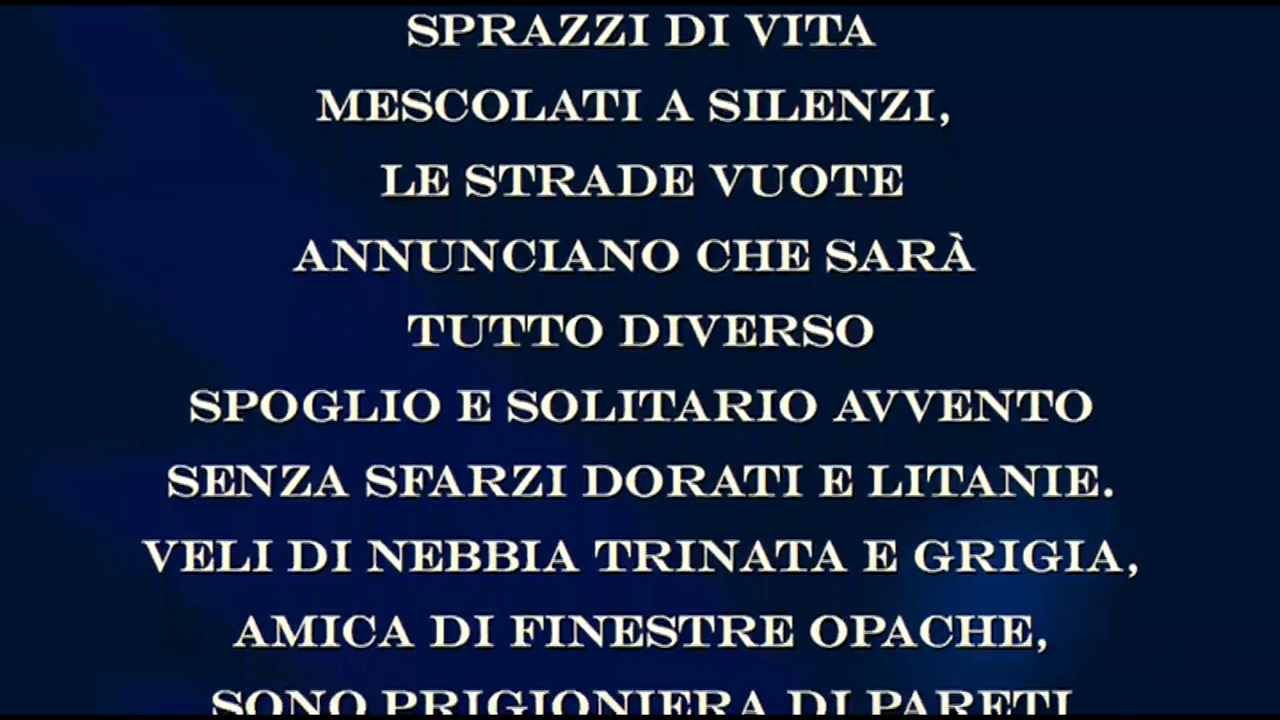 SPRAZZI DI VITA
MESCOLATI A SILENZI,
LE STRADE VUOTE
ANNUNCIANO CHE SARÀ
TUTTO DIVERSO
SPOGLIO E SOLITARIO AVVENTO
SENZA SFARZI DORATI E LITANIE.
VELI DI NEBBIA TRINATA E GRIGIA,
AMICA DI FINESTRE OPACHE,
SONO PRIGIONIERA DI PARETI